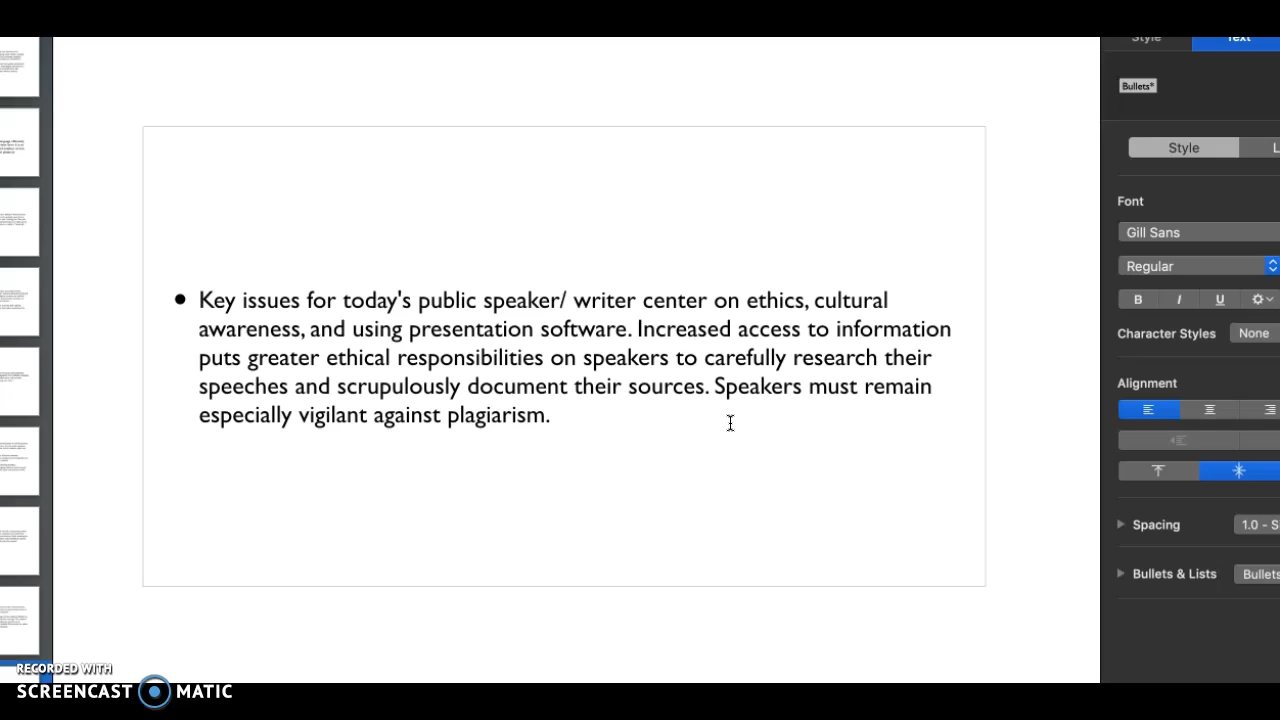 Style
Text
Bullets*
Style
Font
Gill Sans
Regular
B I U
Character Styles None
Alignment
Spacing 1.0 - S
Bullets & Lists Bullets
• Key issues for today's public speaker/ writer center on ethics, cultural
awareness, and using presentation software. Increased access to information
puts greater ethical responsibilities on speakers to carefully research their
speeches and scrupulously document their sources. Speakers must remain
especially vigilant against plagiarism.
RECORDED WITH
SCREENCAST MATIC